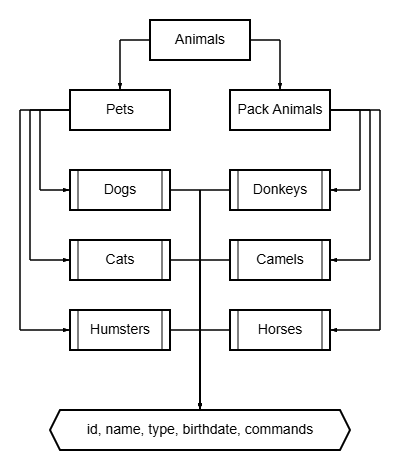 Animals
Pets
Pack Animals
Dogs
Donkeys
Cats
Camels
Humsters
Horses
id, name, type, birthdate, commands